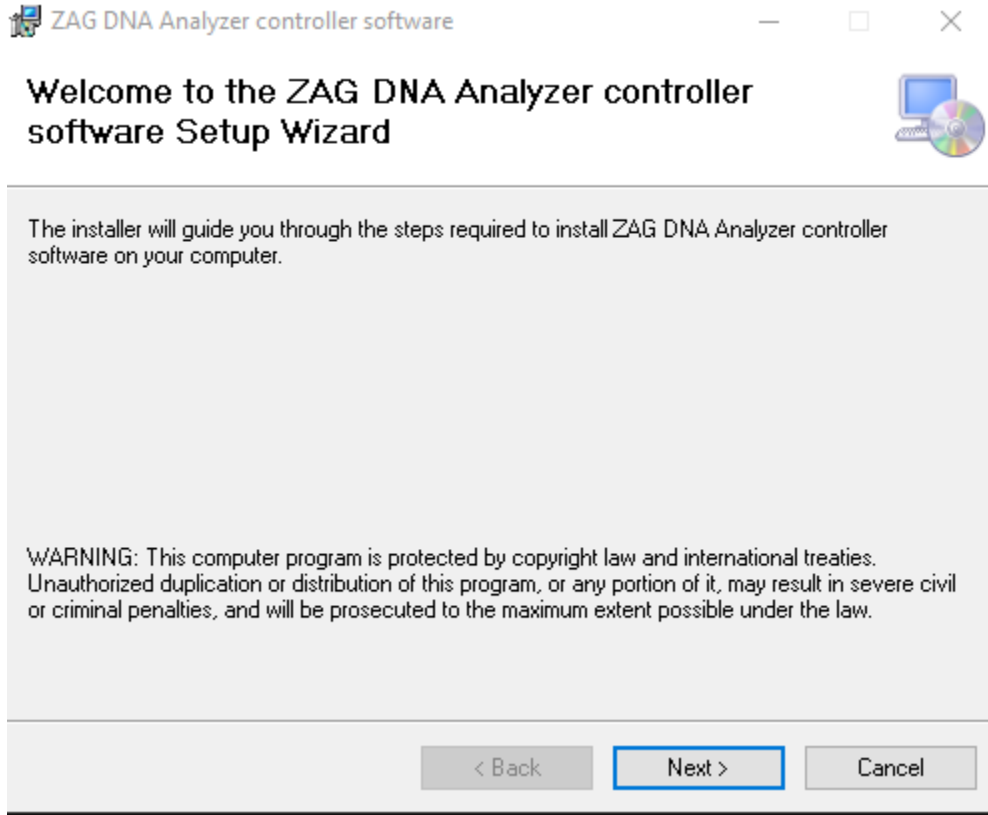 ZAG DNA Analyzer controller software
Welcome to the ZAG DNA Analyzer controller
software Setup Wizard
The installer will guide you through the steps required to install ZAG DNA Analyzer controller
software on your computer.
WARNING: This computer program is protected by copyright law and international treaties.
Unauthorized duplication or distribution of this program, or any portion of it, may result in severe civil
or criminal penalties, and will be prosecuted to the maximum extent possible under the law.
< Back
Next >
Cancel